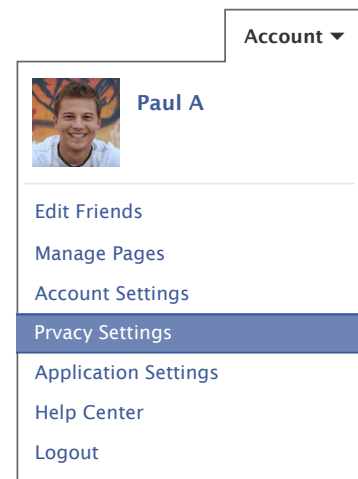 Account
Paul A
Edit Friends
Manage Pages
Account Settings
Prvacy Settings
Application Settings
Help Center
Logout